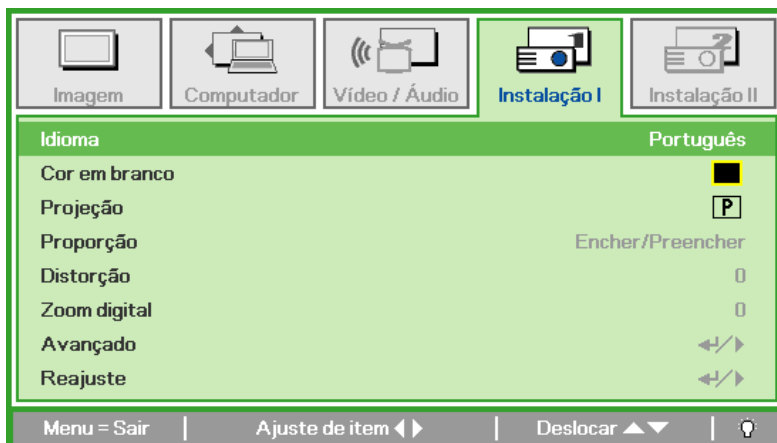 Imagem Computador Vídeo / Áudio Instalação I Instalação II
Idioma Português
Cor em branco
Projeção P
Proporção Encher/Preencher
Distorção 0
Zoom digital 0
Avançado
Reajuste
Menu = Sair | Ajuste de item | Deslocar |